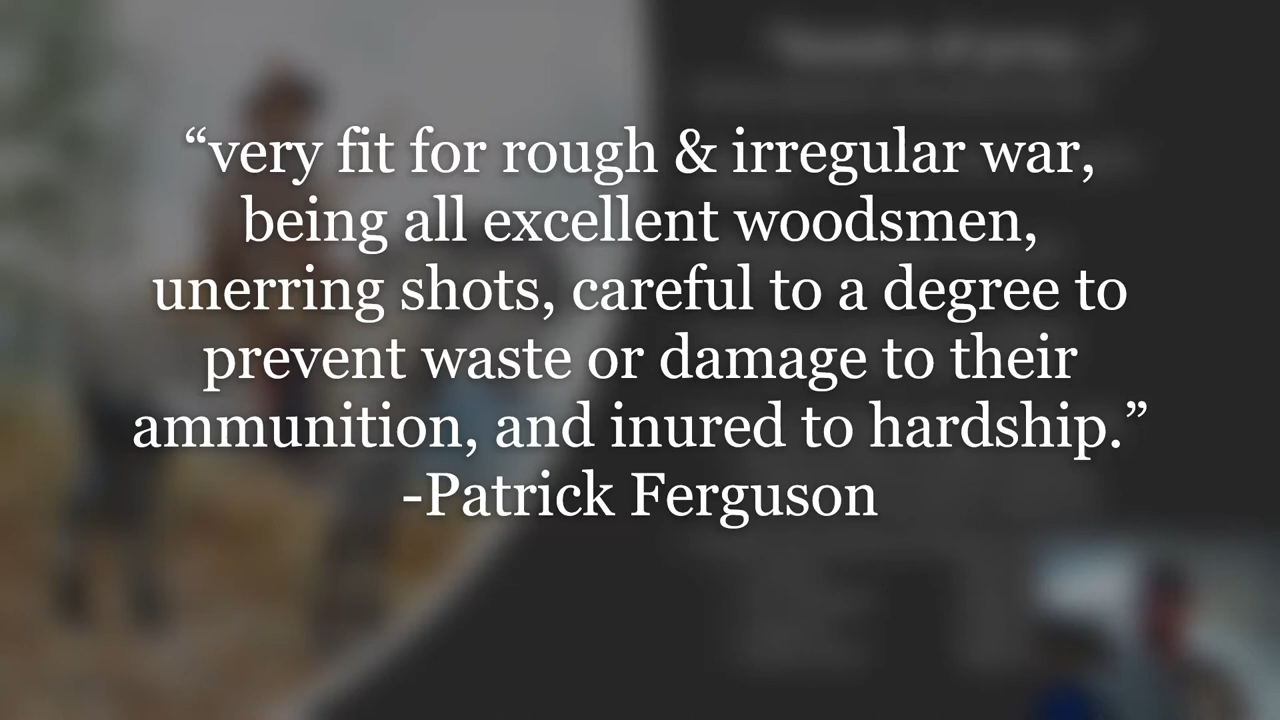 “very fit for rough & irregular war,
being all excellent woodsmen,
unerring shots, careful to a degree to
prevent waste or damage to their
ammunition, and inured to hardship.”
-Patrick Ferguson